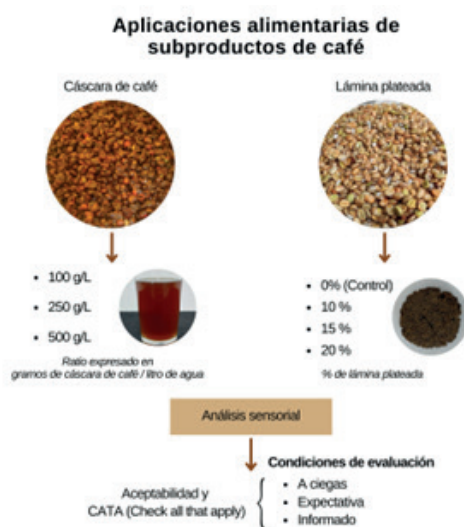 Aplicaciones alimentarias de
subproductos de café
Cáscara de café
Lámina plateada
• 100 g/L
• 250 g/L
• 500 g/L
Ratio expresado en
gramos de cáscara de café / litro de agua
• 0% (Control)
• 10 %
• 15 %
• 20 %
% de lámina plateada
Análisis sensorial
Condiciones de evaluación
Aceptabilidad y
CATA (Check all that apply)
• A ciegas
• Expectativa
• Informado